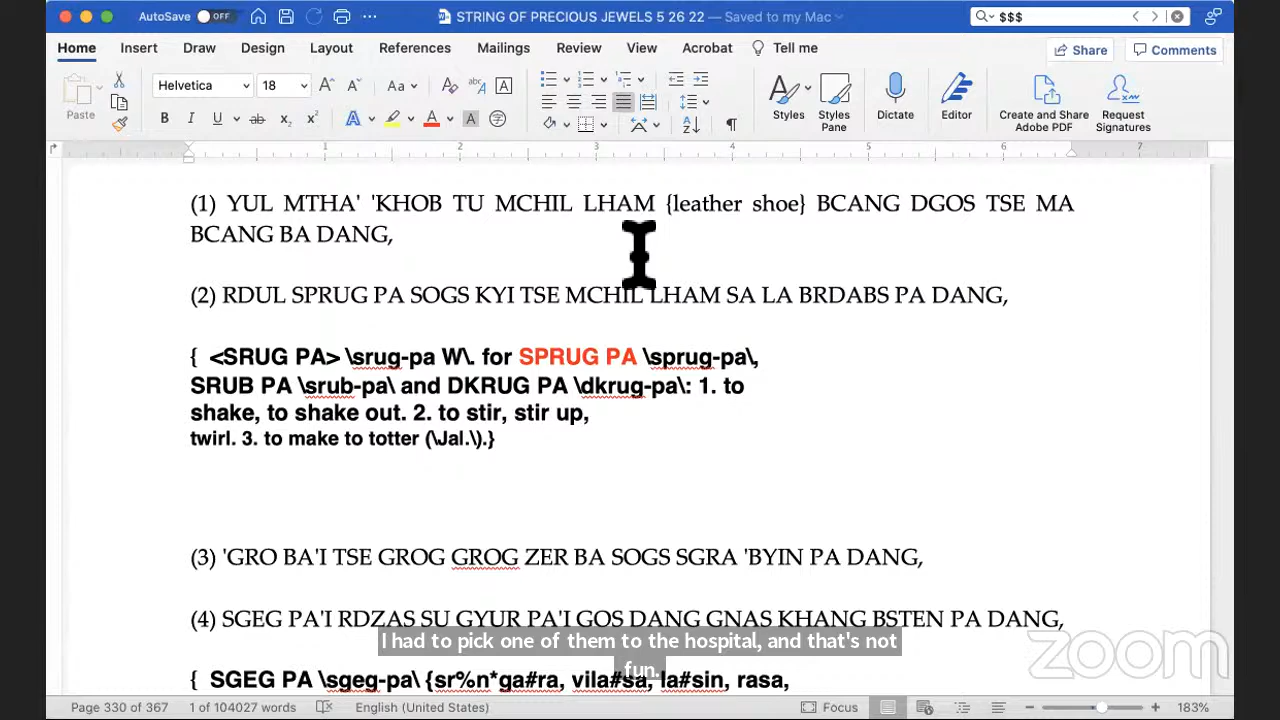 AutoSave OFF STRING OF PRECIOUS JEWELS 5 26 22 — Saved to my Mac $$$
Home Insert Draw Design Layout References Mailings Review View Acrobat Tell me Share Comments
Helvetica 18 Aa
Paste Styles Styles Pane Dictate Editor Create and Share Adobe PDF Request Signatures
1 2 3 4 5 6 7
(1) YUL MTHA' 'KHOB TU MCHIL LHAM {leather shoe} BCANG DGOS TSE MA
BCANG BA DANG,
(2) RDUL SPRUG PA SOGS KYI TSE MCHIL LHAM SA LA BRDABS PA DANG,
{ <SRUG PA> \srug-pa W\. for SPRUG PA \sprug-pa\,
SRUB PA \srub-pa\ and DKRUG PA \dkrug-pa\: 1. to
shake, to shake out. 2. to stir, stir up,
twirl. 3. to make to totter (\Jal.\).}
(3) 'GRO BA'I TSE GROG GROG ZER BA SOGS SGRA 'BYIN PA DANG,
(4) SGEG PA'I RDZAS SU GYUR PA'I GOS DANG GNAS KHANG BSTEN PA DANG,
I had to pick one of them to the hospital, and that's not
fun.
{ SGEG PA \sgeg-pa\ {sr%n*ga#ra, vila#sa, la#sin, rasa,
zoom
Page 330 of 367 1 of 104027 words English (United States) Focus 183%